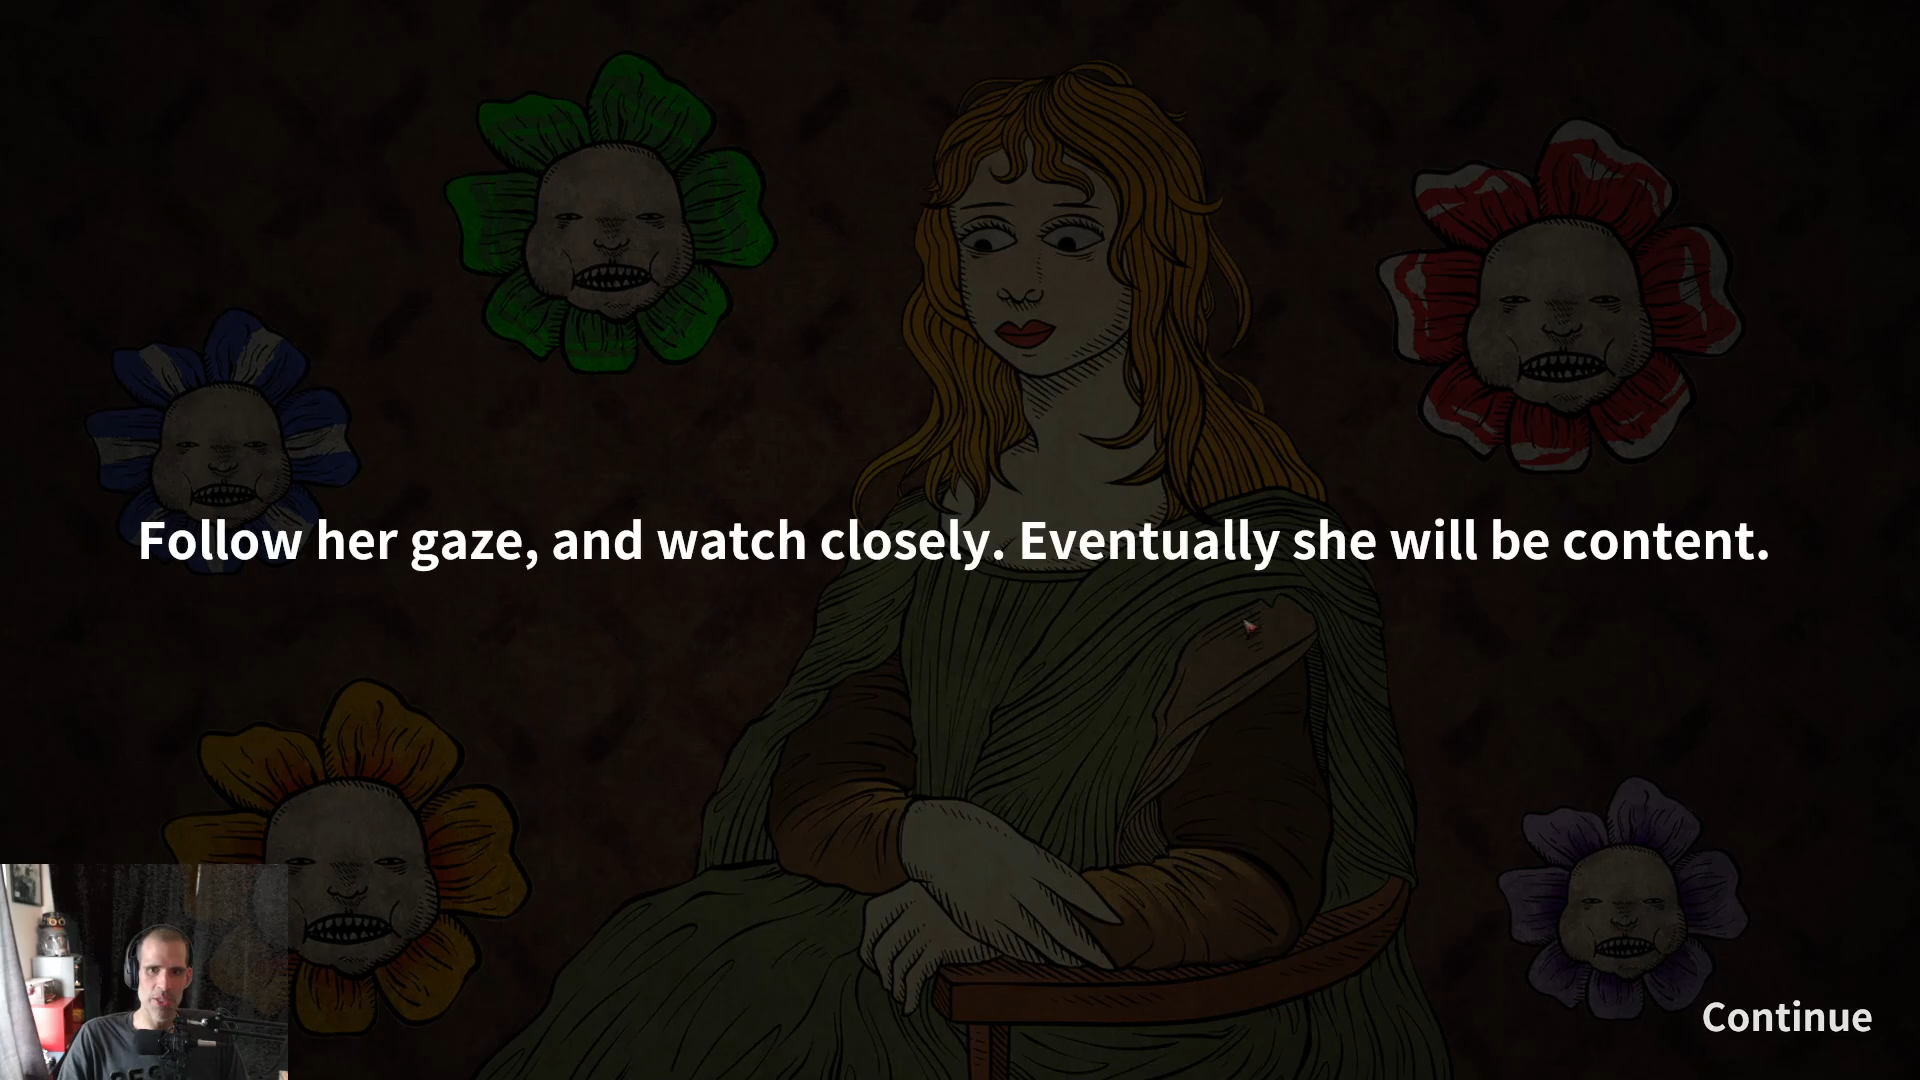 Follow her gaze, and watch closely. Eventually she will be content.
Continue